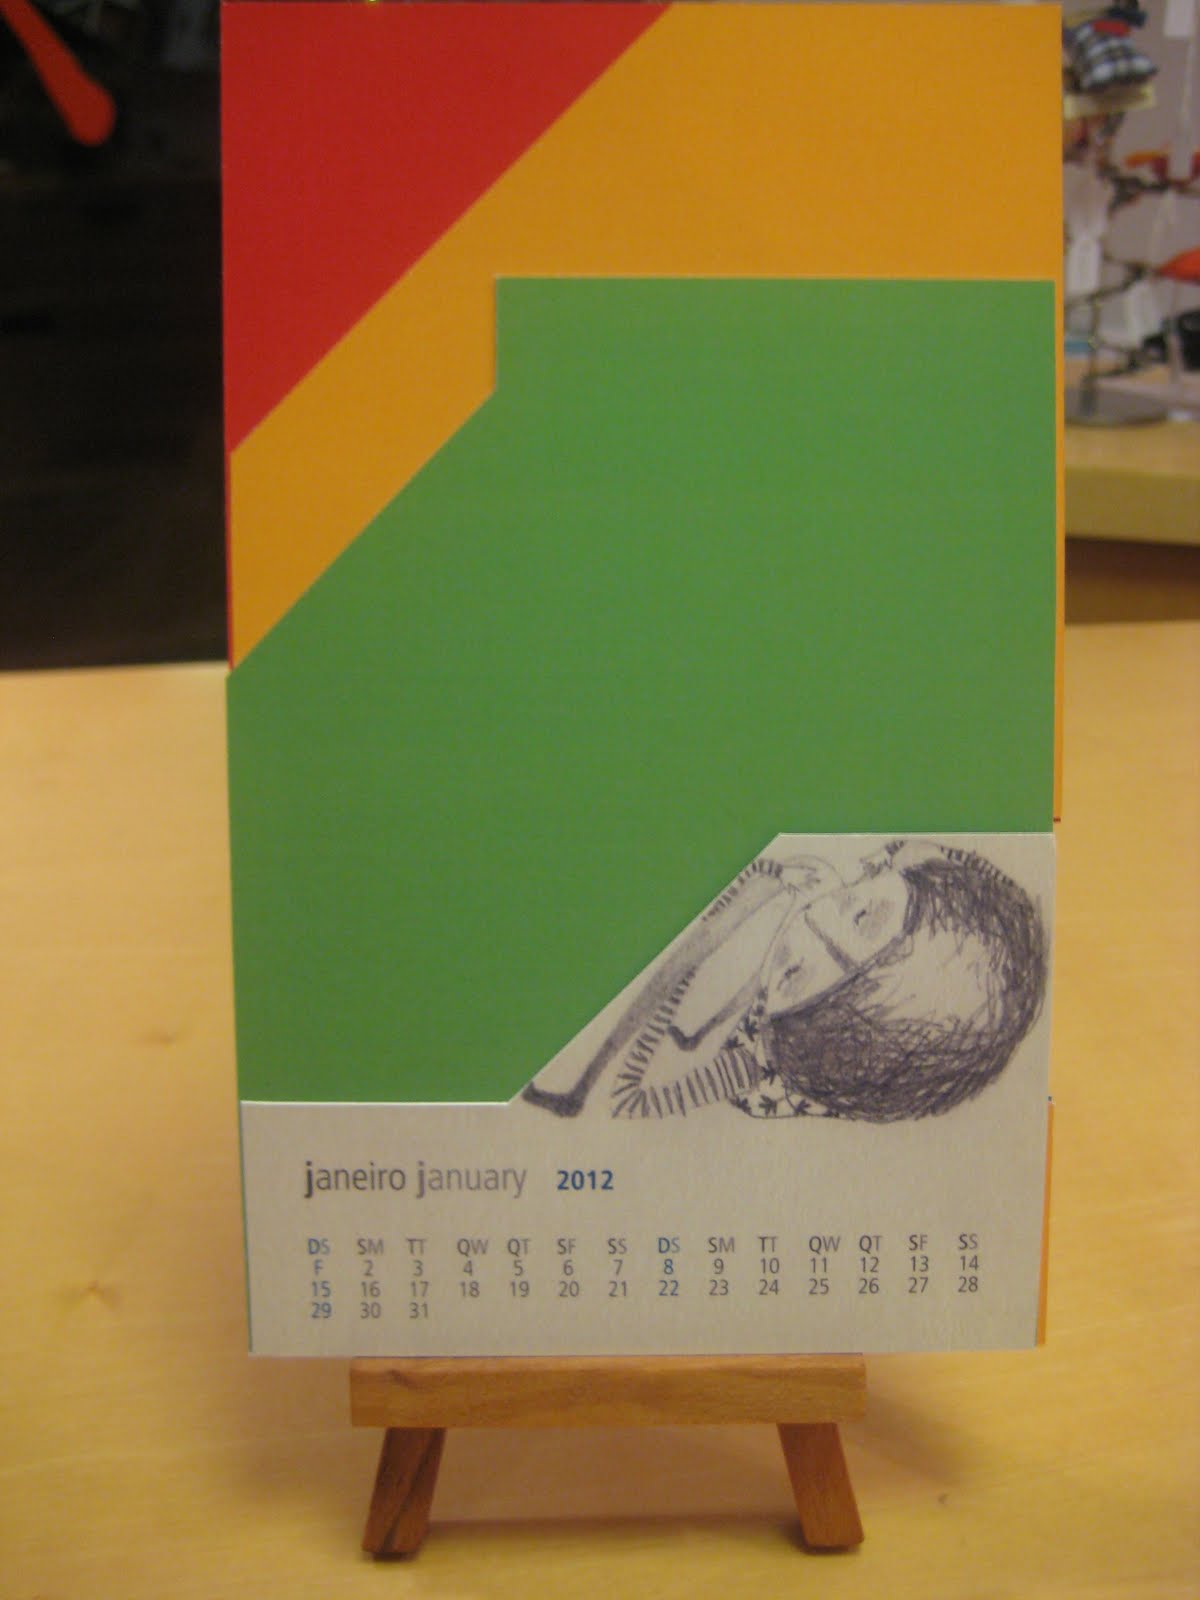 janeiro january 2012
DS SM TT QW QT SF SS DS SM TT QW QT SF SS
F 2 3 4 5 6 7 8 9 10 11 12 13 14
15 16 17 18 19 20 21 22 23 24 25 26 27 28
29 30 31